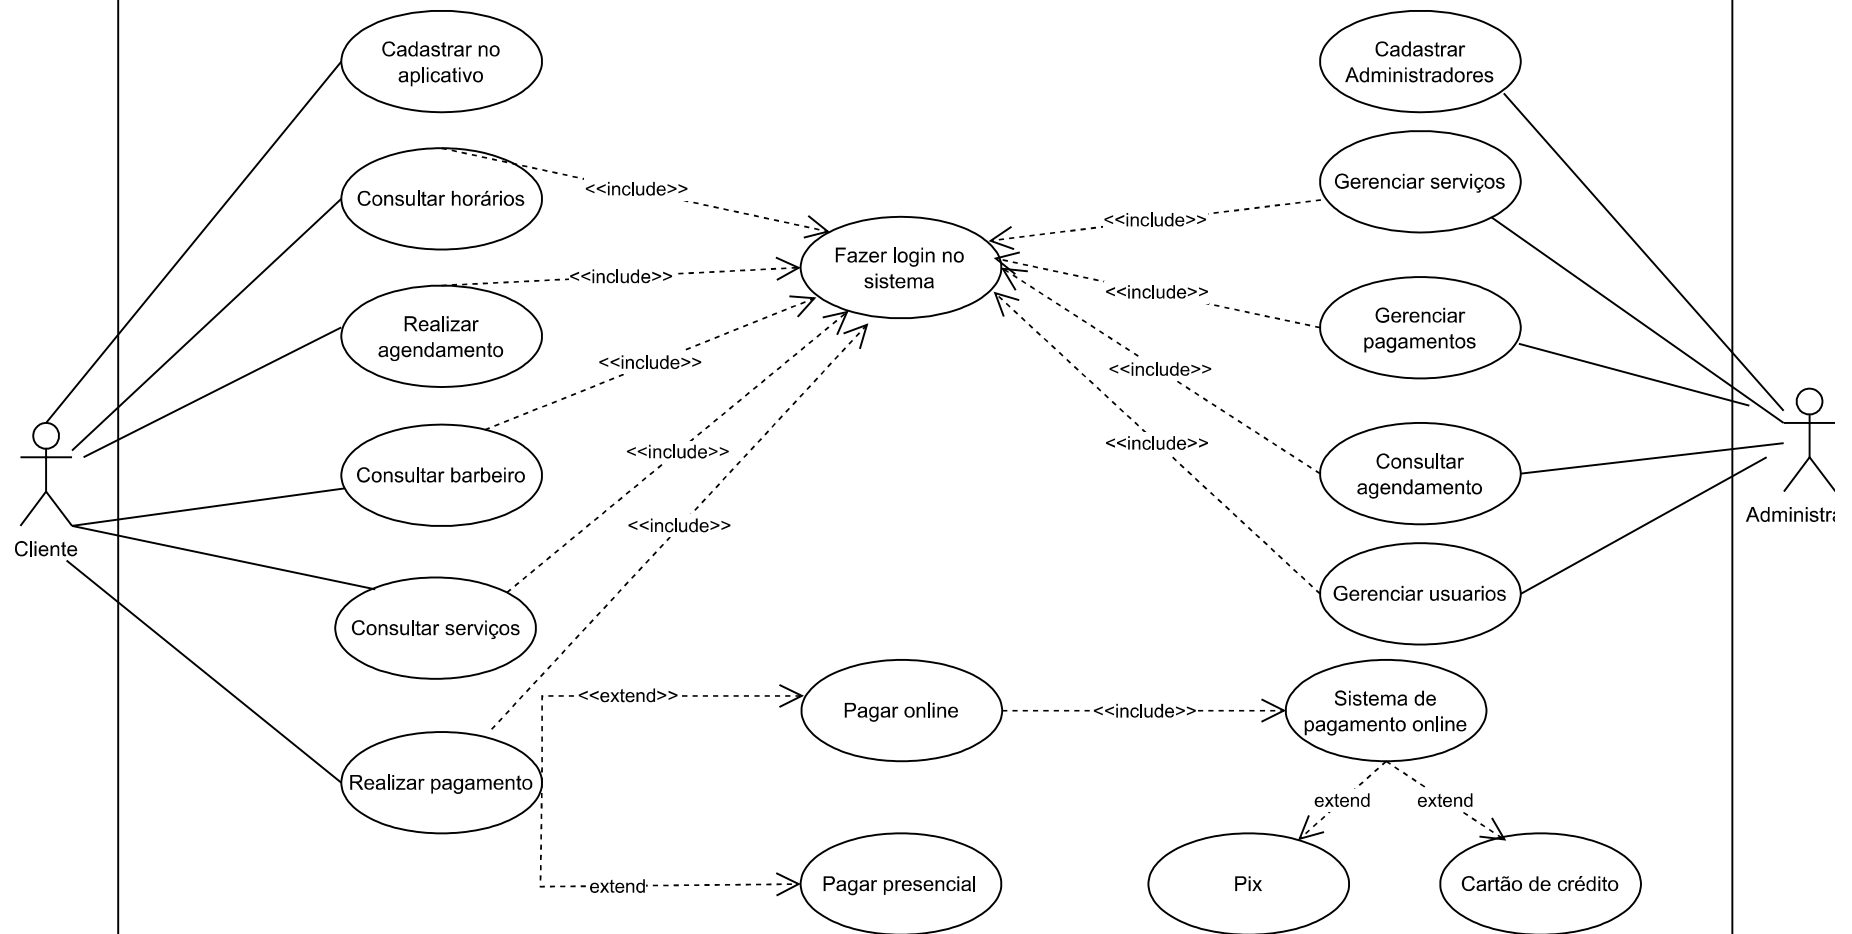 Cadastrar no
aplicativo
Cadastrar
Administradores
Consultar horários
<<include>>
Gerenciar serviços
<<include>>
Fazer login no
sistema
<<include>>
<<include>>
Realizar
agendamento
Gerenciar
pagamentos
<<include>>
<<include>>
<<include>>
<<include>>
Consultar barbeiro
Consultar
agendamento
<<include>>
Cliente
Administra
Gerenciar usuarios
Consultar serviços
<<extend>>
Pagar online
<<include>>
Sistema de
pagamento online
Realizar pagamento
extend
extend
extend
Pagar presencial
Pix
Cartão de crédito